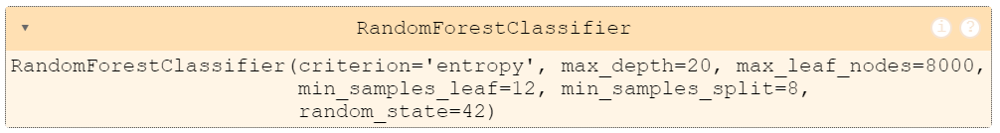 ▾ RandomForestClassifier i ?
RandomForestClassifier(criterion='entropy', max_depth=20, max_leaf_nodes=8000,
min_samples_leaf=12, min_samples_split=8,
random_state=42)